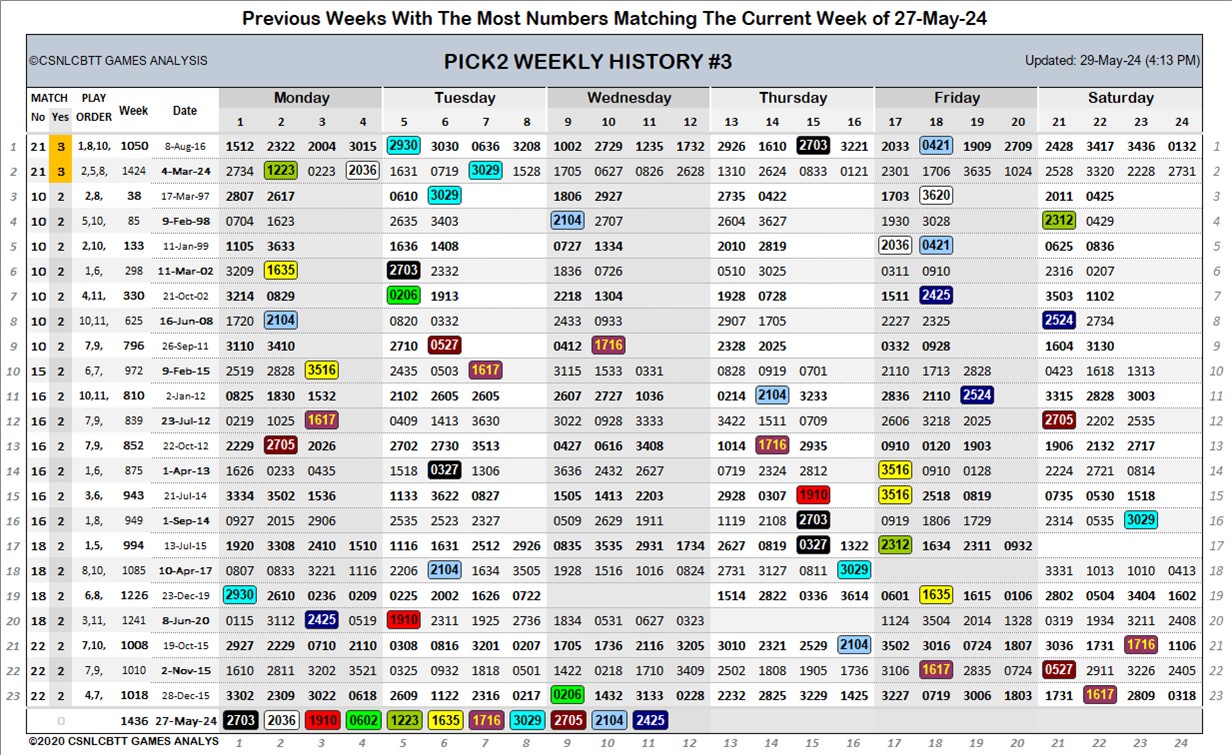 Previous Weeks With The Most Numbers Matching The Current Week of 27-May-24
©CSNLCBTT GAMES ANALYSIS PICK2 WEEKLY HISTORY #3 Updated: 29-May-24 (4:13 PM)
MATCH PLAY Week Date Monday Tuesday Wednesday Thursday Friday Saturday
No Yes ORDER 1 2 3 4 5 6 7 8 9 10 11 12 13 14 15 16 17 18 19 20 21 22 23 24
1 21 3 1,8,10, 1050 8-Aug-16 1512 2322 2004 3015 2930 3030 0636 3208 1002 2729 1235 1732 2926 1610 2703 3221 2033 0421 1909 2709 2428 3417 3436 0132 1
2 21 3 2,5,8, 1424 4-Mar-24 2734 1223 0223 2036 1631 0719 3029 1528 1705 0627 0826 2628 1310 2624 0833 0121 2301 1706 3635 1024 2528 3320 2228 2731 2
3 10 2 2,8, 38 17-Mar-97 2807 2617 0610 3029 1806 2927 2735 0422 1703 3620 2011 0425 3
4 10 2 5,10, 85 9-Feb-98 0704 1623 2635 3403 2104 2707 2604 3627 1930 3028 2312 0429 4
5 10 2 2,10, 133 11-Jan-99 1105 3633 1636 1408 0727 1334 2010 2819 2036 0421 0625 0836 5
6 10 2 1,6, 298 11-Mar-02 3209 1635 2703 2332 1836 0726 0510 3025 0311 0910 2316 0207 6
7 10 2 4,11, 330 21-Oct-02 3214 0829 0206 1913 2218 1304 1928 0728 1511 2425 3503 1102 7
8 10 2 10,11, 625 16-Jun-08 1720 2104 0820 0332 2433 0933 2907 1705 2227 2325 2524 2734 8
9 10 2 7,9, 796 26-Sep-11 3110 3410 2710 0527 0412 1716 2328 2025 0332 0928 1604 3130 9
10 15 2 6,7, 972 9-Feb-15 2519 2828 3516 2435 0503 1617 3115 1533 0331 0828 0919 0701 2110 1713 2828 0423 1618 1313 10
11 16 2 10,11, 810 2-Jan-12 0825 1830 1532 2102 2605 2605 2607 2727 1036 0214 2104 3233 2836 2110 2524 3315 2828 3003 11
12 16 2 7,9, 839 23-Jul-12 0219 1025 1617 0409 1413 3630 3022 0928 3333 3422 1511 0709 2606 3218 2025 2705 2202 2535 12
13 16 2 7,9, 852 22-Oct-12 2229 2705 2026 2702 2730 3513 0427 0616 3408 1014 1716 2935 0910 0120 1903 1906 2132 2717 13
14 16 2 1,6, 875 1-Apr-13 1626 0233 0435 1518 0327 1306 3636 2432 2627 0719 2324 2812 3516 0910 0128 2224 2721 0814 14
15 16 2 3,6, 943 21-Jul-14 3334 3502 1536 1133 3622 0827 1505 1413 2203 2928 0307 1910 3516 2518 0819 0735 0530 1518 15
16 16 2 1,8, 949 1-Sep-14 0927 2015 2906 2535 1723 2327 0509 2629 1911 1119 2108 2703 0919 1806 1729 2314 0535 3029 16
17 18 2 1,5, 994 13-Jul-15 1920 3308 2410 1510 1116 1631 2512 2926 0835 3535 2931 1734 2627 0819 0327 1322 2312 1634 2311 0932 17
18 18 2 8,10, 1085 10-Apr-17 0807 0833 3221 1116 2206 2104 1634 3505 1928 1516 1016 0824 2731 3127 0811 3029 3331 1013 1010 0413 18
19 18 2 6,8, 1226 23-Dec-19 2930 2610 0236 0209 0225 2002 1626 0722 1514 2822 0336 3614 0601 1635 1615 0106 2802 0504 3404 1602 19
20 18 2 3,11, 1241 8-Jun-20 0115 3112 2425 0519 1910 2311 1925 2736 1834 0531 0627 0323 1124 3504 2014 1328 0319 1934 3211 2408 20
21 22 2 7,10, 1008 19-Oct-15 2927 2229 0710 2110 0308 0816 3201 0207 1705 1738 2116 3205 3010 2321 2529 2104 3502 3016 0724 1807 3036 1731 1716 1106 21
22 22 2 7,9, 1010 2-Nov-15 1610 2811 3202 3521 0325 0932 1818 0501 1422 0218 1710 3409 2502 1808 1905 1736 3106 1617 2835 0724 0527 2911 3226 2405 22
23 22 2 4,7, 1018 28-Dec-15 3302 2309 3022 0618 2609 1122 2316 0217 0206 1432 3133 0228 2232 2825 3229 1425 3227 0719 3006 1803 1731 1617 2809 0318 23
0 1436 27-May-24 2703 2036 1910 0602 1223 1635 1716 3029 2705 2104 2425
©2020 CSNLCBTT GAMES ANALYS 1 2 3 4 5 6 7 8 9 10 11 12 13 14 15 16 17 18 19 20 21 22 23 24